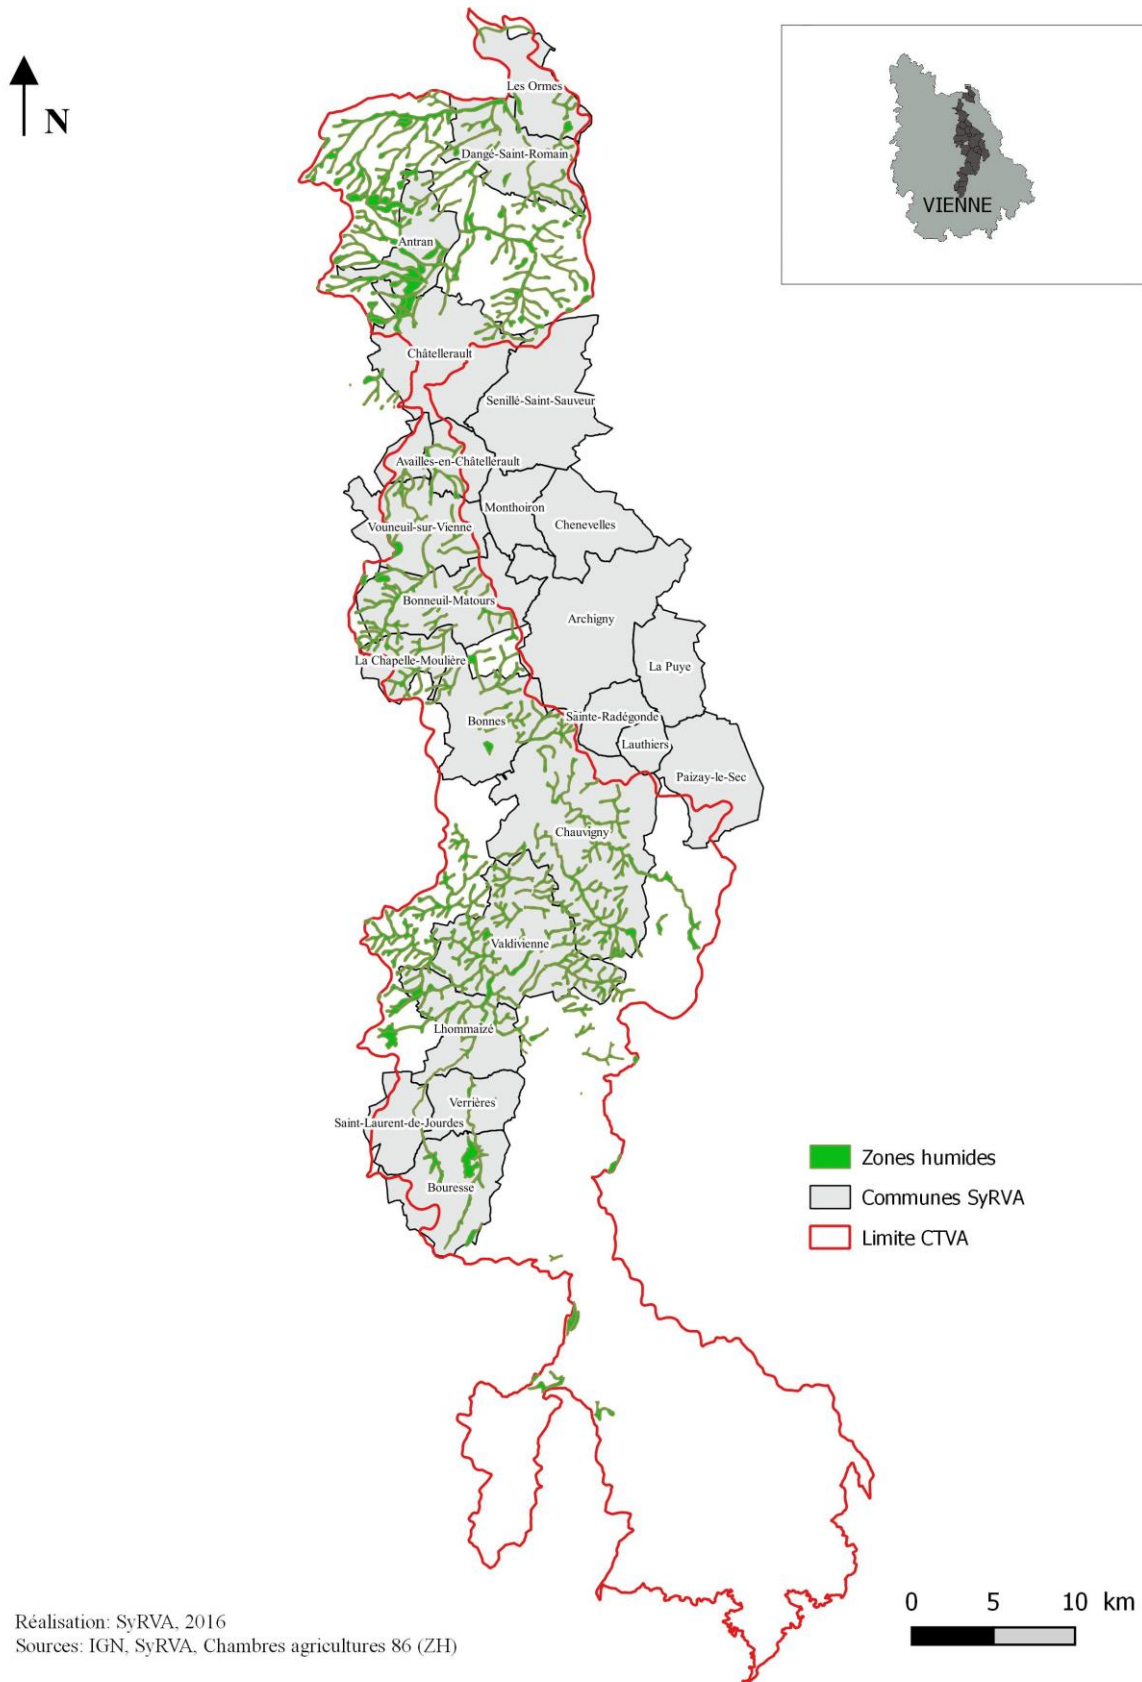 N
VIENNE
Les Ormes
Dangé-Saint-Romain
Antran
Châtellerault
Senillé-Saint-Sauveur
Availles-en-Châtellerault
Monthoiron
Chenevelles
Vouneuil-sur-Vienne
Bonneuil-Matours
Archigny
La Chapelle-Moulière
La Puye
Sainte-Radégonde
Bonnes
Lauthiers
Paizay-le-Sec
Chauvigny
Valdivienne
Lhommaizé
Verrières
Saint-Laurent-de-Jourdes
Bouresse
Zones humides
Communes SyRVA
Limite CTVA
0 5 10 km
Réalisation: SyRVA, 2016
Sources: IGN, SyRVA, Chambres agricultures 86 (ZH)